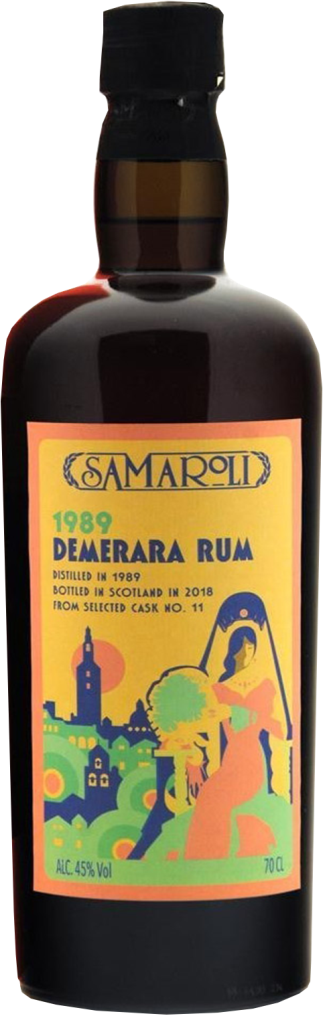 SAMAROLI
1989
DEMERARA RUM
DISTILLED IN 1989
BOTTLED IN SCOTLAND IN 2018
FROM SELECTED CASK NO. 11
ALC. 45% Vol
70 CL